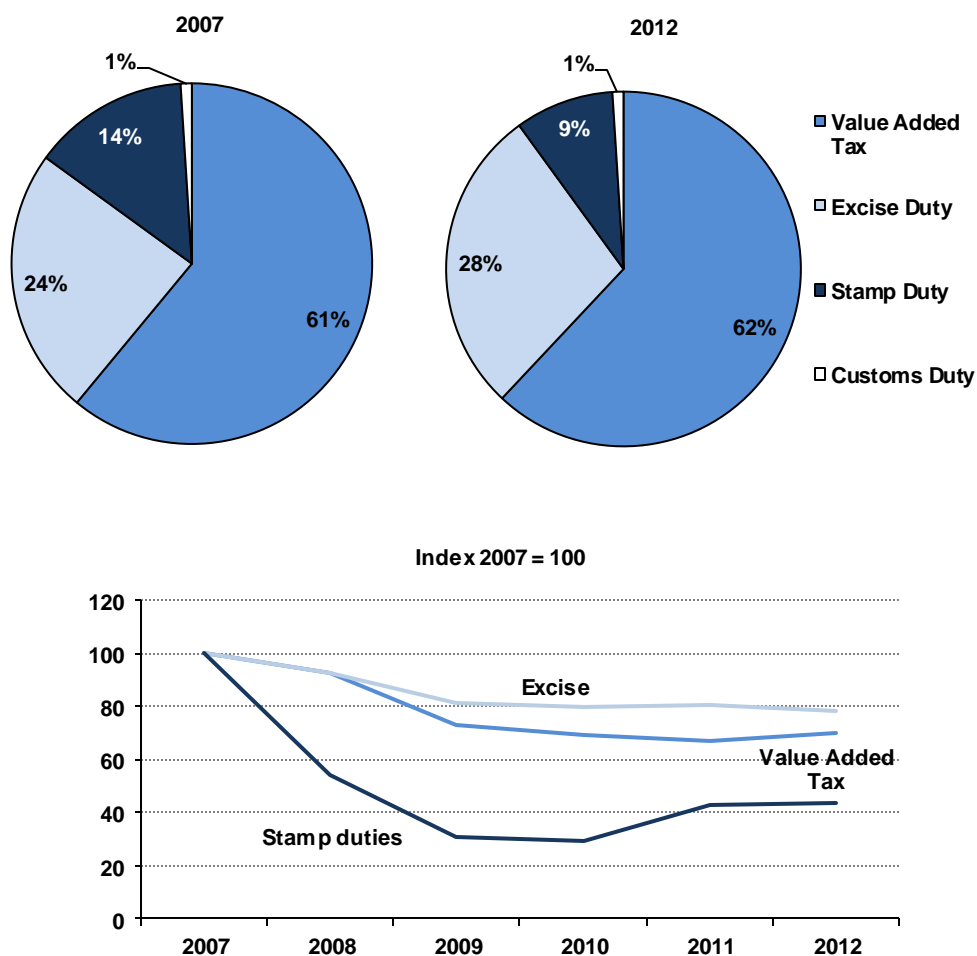 2007
2012
1%
1%
14%
9%
24%
28%
61%
62%
Value Added
Tax
Excise Duty
Stamp Duty
Customs Duty
Index 2007 = 100
120
100
80
60
40
20
0
Excise
Value Added
Tax
Stamp duties
2007 2008 2009 2010 2011 2012